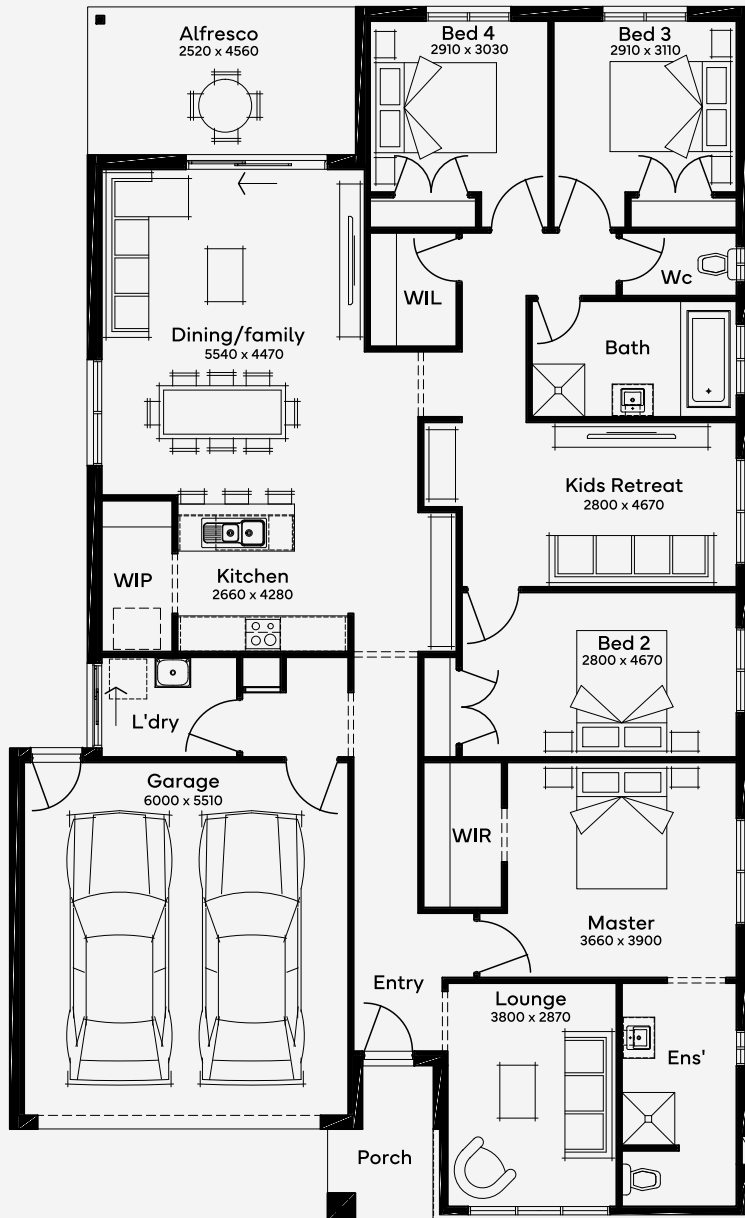 Alfresco
2520 x 4560
Bed 4
2910 x 3030
Bed 3
2910 x 3110
WIL
Wc
Dining/family
5540 x 4470
Bath
Kids Retreat
2800 x 4670
WIP
Kitchen
2660 x 4280
Bed 2
2800 x 4670
L'dry
Garage
6000 x 5510
WIR
Master
3660 x 3900
Entry
Lounge
3800 x 2870
Ens'
Porch